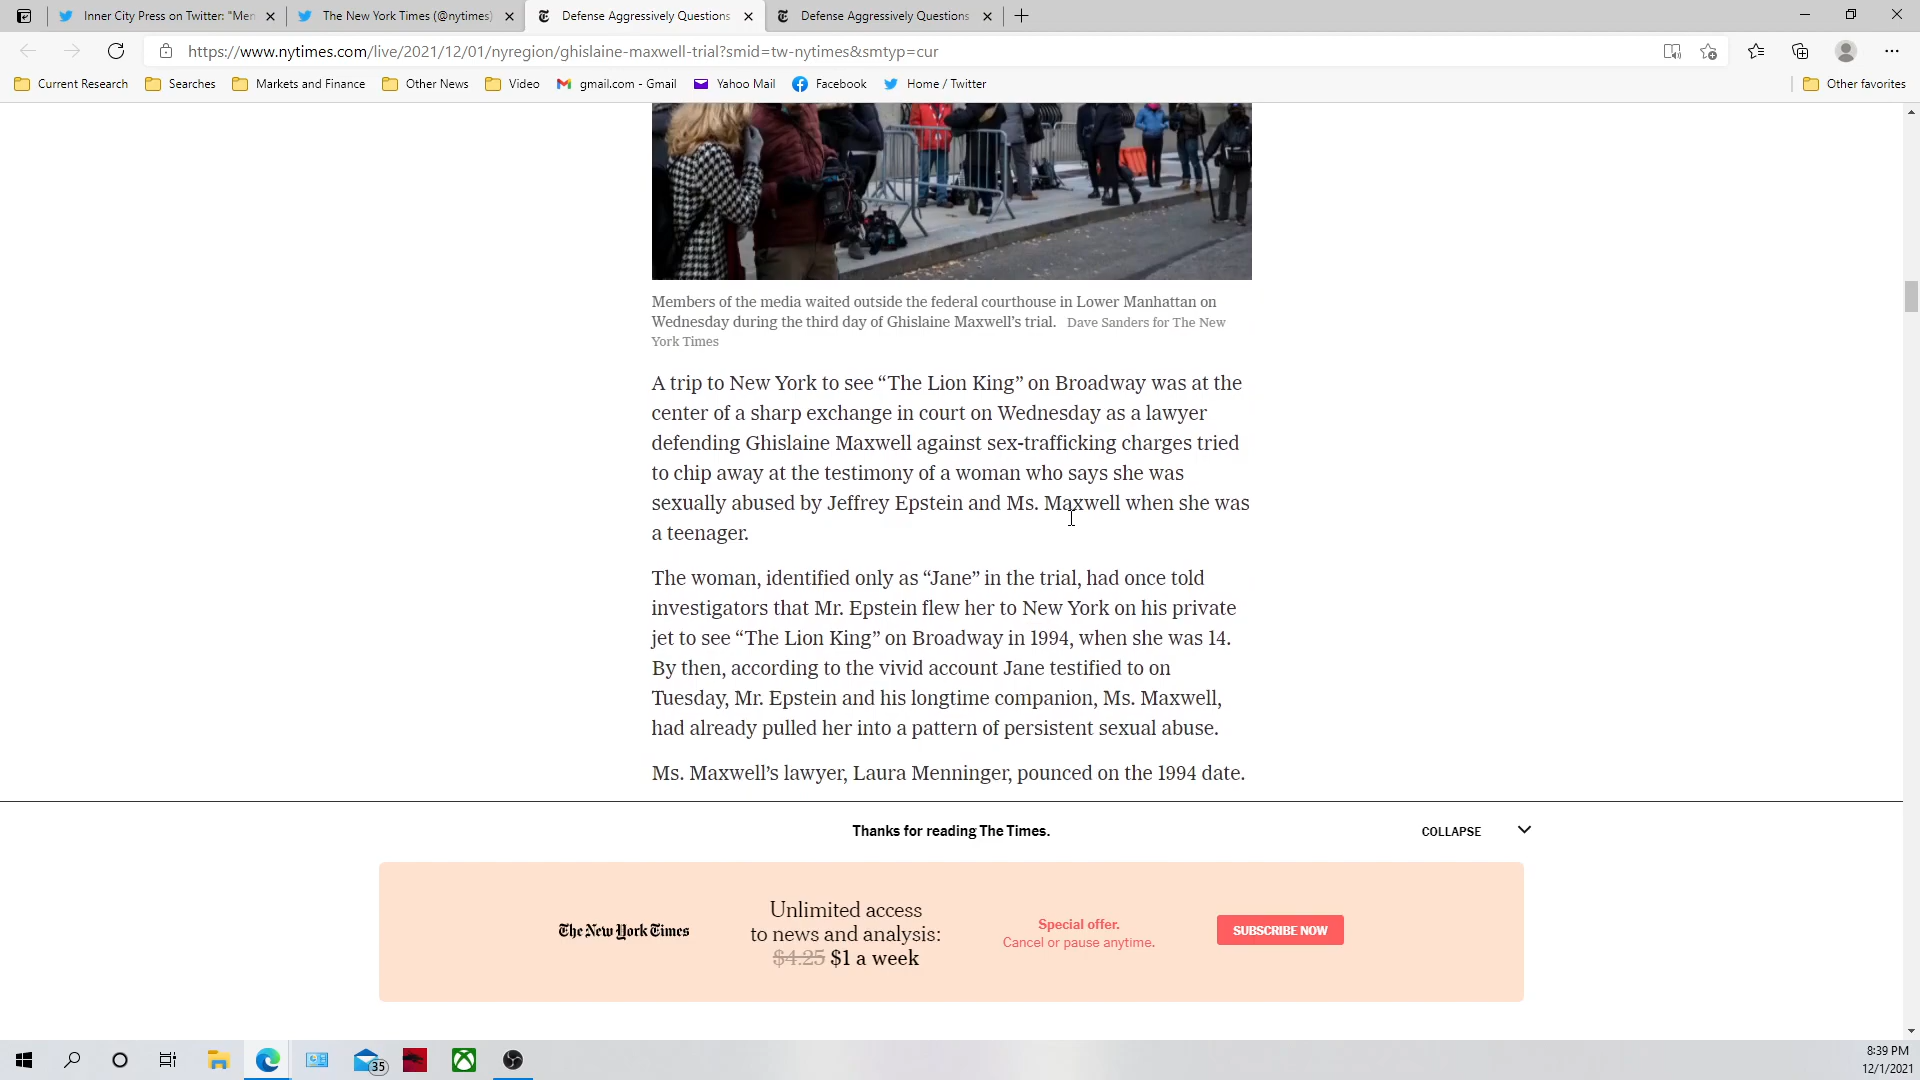 Inner City Press on Twitter: "Men
The New York Times (@nytimes)
Defense Aggressively Questions
Defense Aggressively Questions
https://www.nytimes.com/live/2021/12/01/nyregion/ghislaine-maxwell-trial?smid=tw-nytimes&smtyp=cur
Current Research
Searches
Markets and Finance
Other News
Video
gmail.com - Gmail
Yahoo Mail
Facebook
Home / Twitter
Other favorites
Members of the media waited outside the federal courthouse in Lower Manhattan on
Wednesday during the third day of Ghislaine Maxwell’s trial. Dave Sanders for The New
York Times
A trip to New York to see “The Lion King” on Broadway was at the
center of a sharp exchange in court on Wednesday as a lawyer
defending Ghislaine Maxwell against sex-trafficking charges tried
to chip away at the testimony of a woman who says she was
sexually abused by Jeffrey Epstein and Ms. Maxwell when she was
a teenager.
The woman, identified only as “Jane” in the trial, had once told
investigators that Mr. Epstein flew her to New York on his private
jet to see “The Lion King” on Broadway in 1994, when she was 14.
By then, according to the vivid account Jane testified to on
Tuesday, Mr. Epstein and his longtime companion, Ms. Maxwell,
had already pulled her into a pattern of persistent sexual abuse.
Ms. Maxwell’s lawyer, Laura Menninger, pounced on the 1994 date.
Thanks for reading The Times.
COLLAPSE
The New York Times
Unlimited access
to news and analysis:
$4.25 $1 a week
Special offer.
Cancel or pause anytime.
SUBSCRIBE NOW
35
8:39 PM
12/1/2021